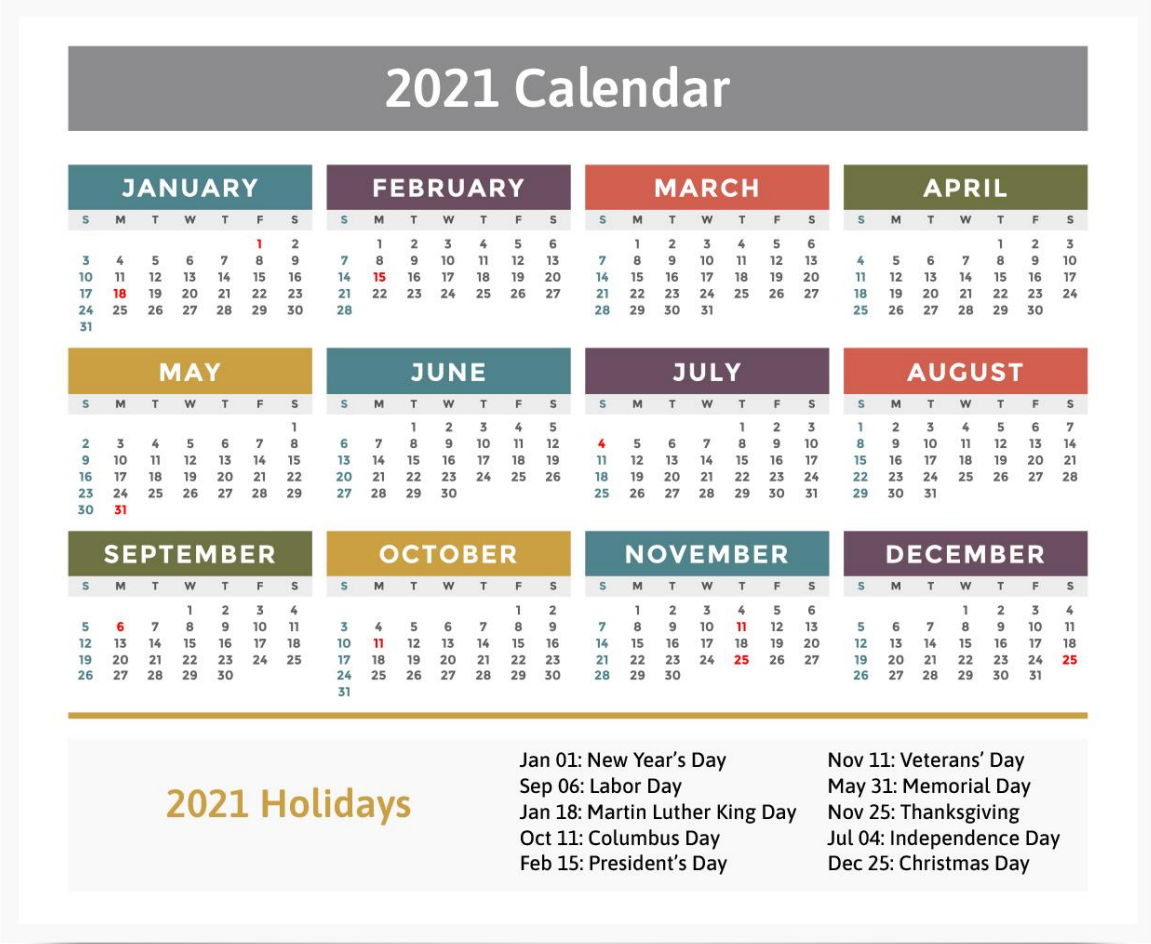 2021 Calendar
JANUARY
S M T W T F S
1 2
3 4 5 6 7 8 9
10 11 12 13 14 15 16
17 18 19 20 21 22 23
24 25 26 27 28 29 30
31
FEBRUARY
S M T W T F S
1 2 3 4 5 6
7 8 9 10 11 12 13
14 15 16 17 18 19 20
21 22 23 24 25 26 27
28
MARCH
S M T W T F S
1 2 3 4 5 6
7 8 9 10 11 12 13
14 15 16 17 18 19 20
21 22 23 24 25 26 27
28 29 30 31
APRIL
S M T W T F S
1 2 3
4 5 6 7 8 9 10
11 12 13 14 15 16 17
18 19 20 21 22 23 24
25 26 27 28 29 30
MAY
S M T W T F S
1
2 3 4 5 6 7 8
9 10 11 12 13 14 15
16 17 18 19 20 21 22
23 24 25 26 27 28 29
30 31
JUNE
S M T W T F S
1 2 3 4 5
6 7 8 9 10 11 12
13 14 15 16 17 18 19
20 21 22 23 24 25 26
27 28 29 30
JULY
S M T W T F S
1 2 3
4 5 6 7 8 9 10
11 12 13 14 15 16 17
18 19 20 21 22 23 24
25 26 27 28 29 30 31
AUGUST
S M T W T F S
1 2 3 4 5 6 7
8 9 10 11 12 13 14
15 16 17 18 19 20 21
22 23 24 25 26 27 28
29 30 31
SEPTEMBER
S M T W T F S
1 2 3 4
5 6 7 8 9 10 11
12 13 14 15 16 17 18
19 20 21 22 23 24 25
26 27 28 29 30
OCTOBER
S M T W T F S
1 2
3 4 5 6 7 8 9
10 11 12 13 14 15 16
17 18 19 20 21 22 23
24 25 26 27 28 29 30
31
NOVEMBER
S M T W T F S
1 2 3 4 5 6
7 8 9 10 11 12 13
14 15 16 17 18 19 20
21 22 23 24 25 26 27
28 29 30
DECEMBER
S M T W T F S
1 2 3 4
5 6 7 8 9 10 11
12 13 14 15 16 17 18
19 20 21 22 23 24 25
26 27 28 29 30 31
2021 Holidays
Jan 01: New Year's Day
Sep 06: Labor Day
Jan 18: Martin Luther King Day
Oct 11: Columbus Day
Feb 15: President's Day
Nov 11: Veterans' Day
May 31: Memorial Day
Nov 25: Thanksgiving
Jul 04: Independence Day
Dec 25: Christmas Day